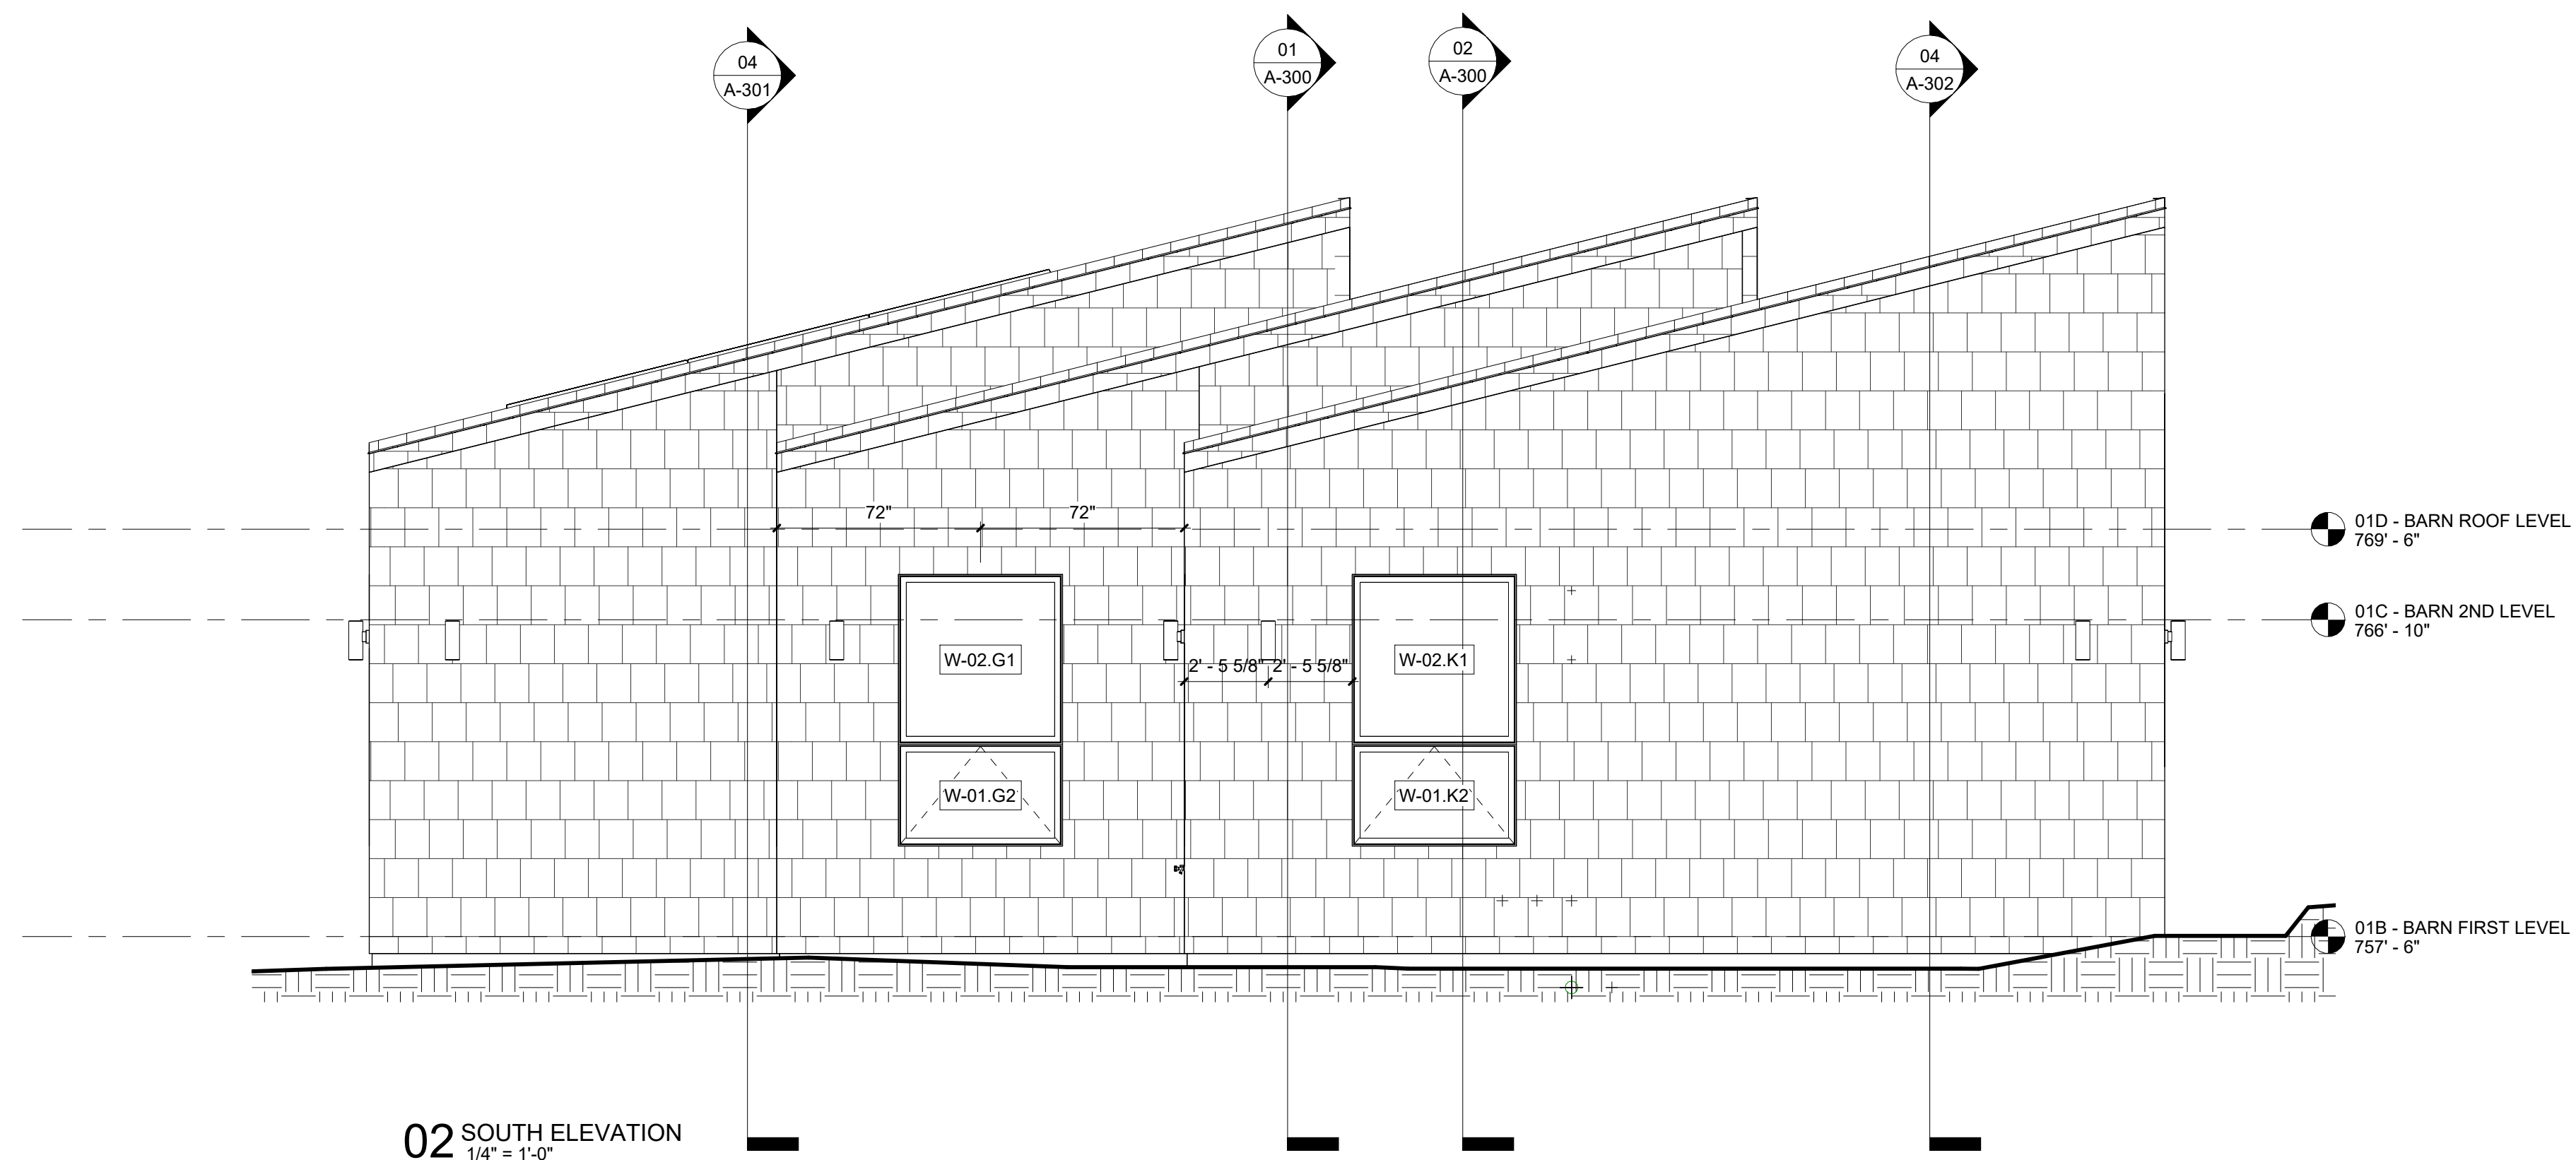 04
A-301
01
A-300
02
A-300
04
A-302
72"
72"
01D - BARN ROOF LEVEL
769' - 6"
01C - BARN 2ND LEVEL
766' - 10"
W-02.G1
2' - 5 5/8"
2' - 5 5/8"
W-02.K1
W-01.G2
W-01.K2
01B - BARN FIRST LEVEL
757' - 6"
02 SOUTH ELEVATION
1/4" = 1'-0"